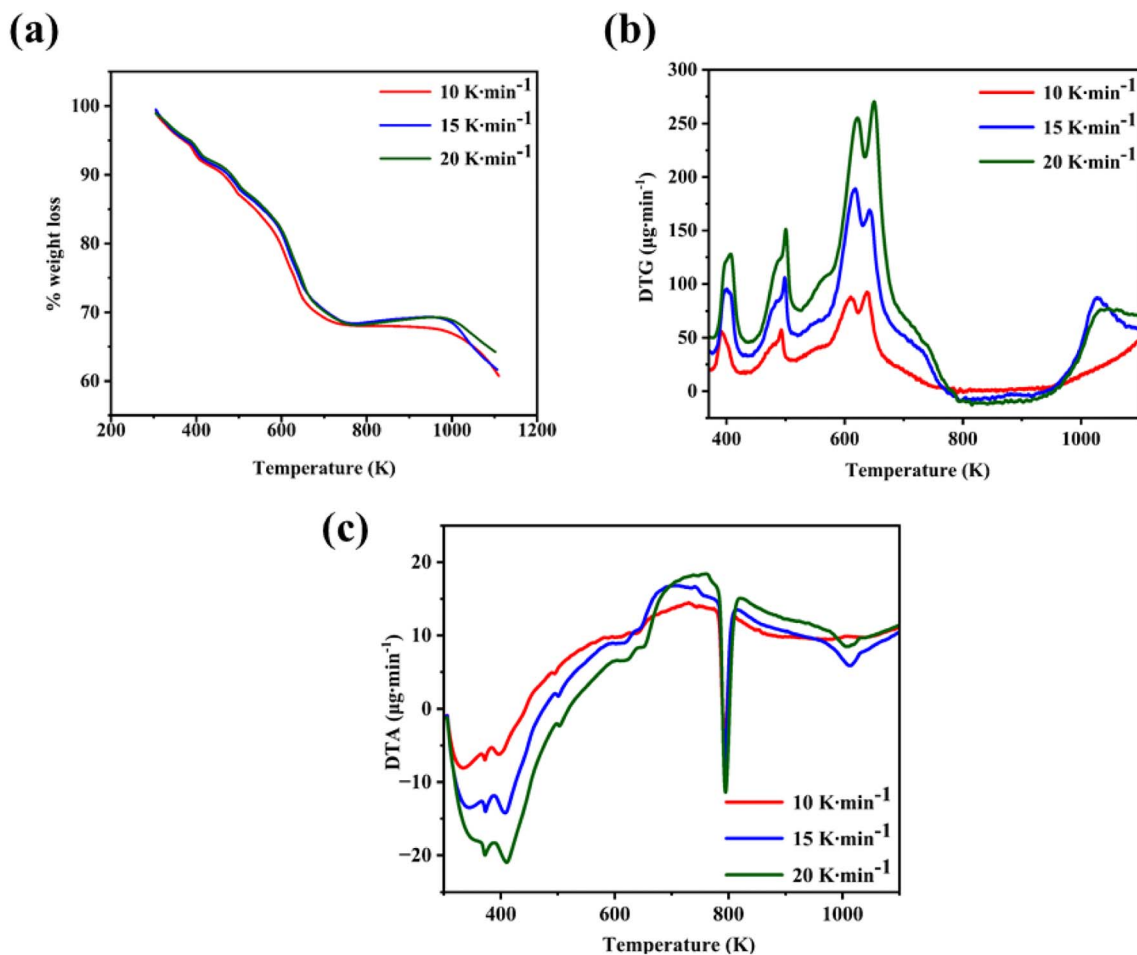 (a)
% weight loss
100
90
80
70
60
200 400 600 800 1000 1200
Temperature (K)
10 K·min⁻¹
15 K·min⁻¹
20 K·min⁻¹
(b)
DTG (µg·min⁻¹)
300
250
200
150
100
50
0
400 600 800 1000
Temperature (K)
10 K·min⁻¹
15 K·min⁻¹
20 K·min⁻¹
(c)
DTA (µg·min⁻¹)
20
10
0
−10
−20
400 600 800 1000
Temperature (K)
10 K·min⁻¹
15 K·min⁻¹
20 K·min⁻¹